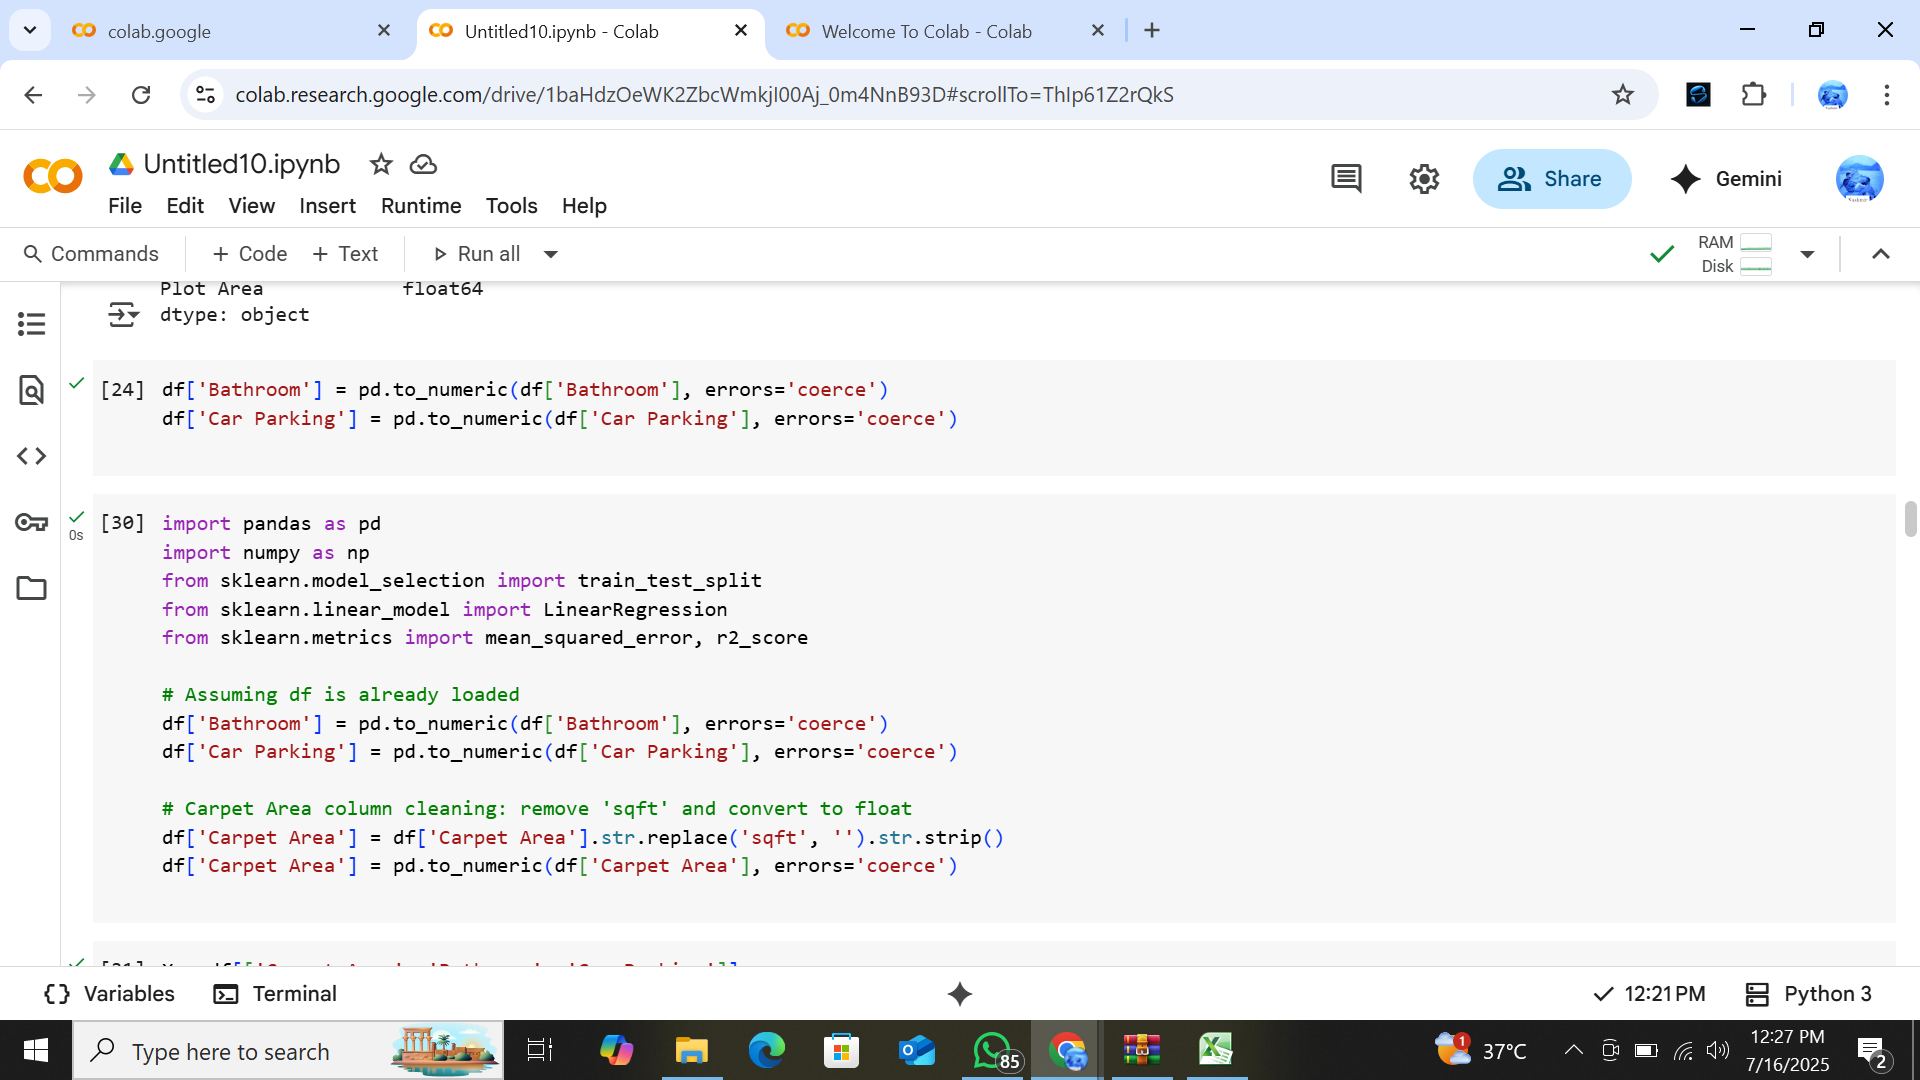 colab.google
Untitled10.ipynb - Colab
Welcome To Colab - Colab
colab.research.google.com/drive/1baHdzOeWK2ZbcWmkjI00Aj_0m4NnB93D#scrollTo=ThIp61Z2rQkS
Untitled10.ipynb
File Edit View Insert Runtime Tools Help
Share
Gemini
Commands + Code + Text Run all
RAM
Disk
Plot Area float64
dtype: object
[24] df['Bathroom'] = pd.to_numeric(df['Bathroom'], errors='coerce')
df['Car Parking'] = pd.to_numeric(df['Car Parking'], errors='coerce')
0s
[30] import pandas as pd
import numpy as np
from sklearn.model_selection import train_test_split
from sklearn.linear_model import LinearRegression
from sklearn.metrics import mean_squared_error, r2_score
# Assuming df is already loaded
df['Bathroom'] = pd.to_numeric(df['Bathroom'], errors='coerce')
df['Car Parking'] = pd.to_numeric(df['Car Parking'], errors='coerce')
# Carpet Area column cleaning: remove 'sqft' and convert to float
df['Carpet Area'] = df['Carpet Area'].str.replace('sqft', '').str.strip()
df['Carpet Area'] = pd.to_numeric(df['Carpet Area'], errors='coerce')
Variables Terminal
12:21 PM Python 3
Type here to search
85
1
37°C
12:27 PM
7/16/2025
2